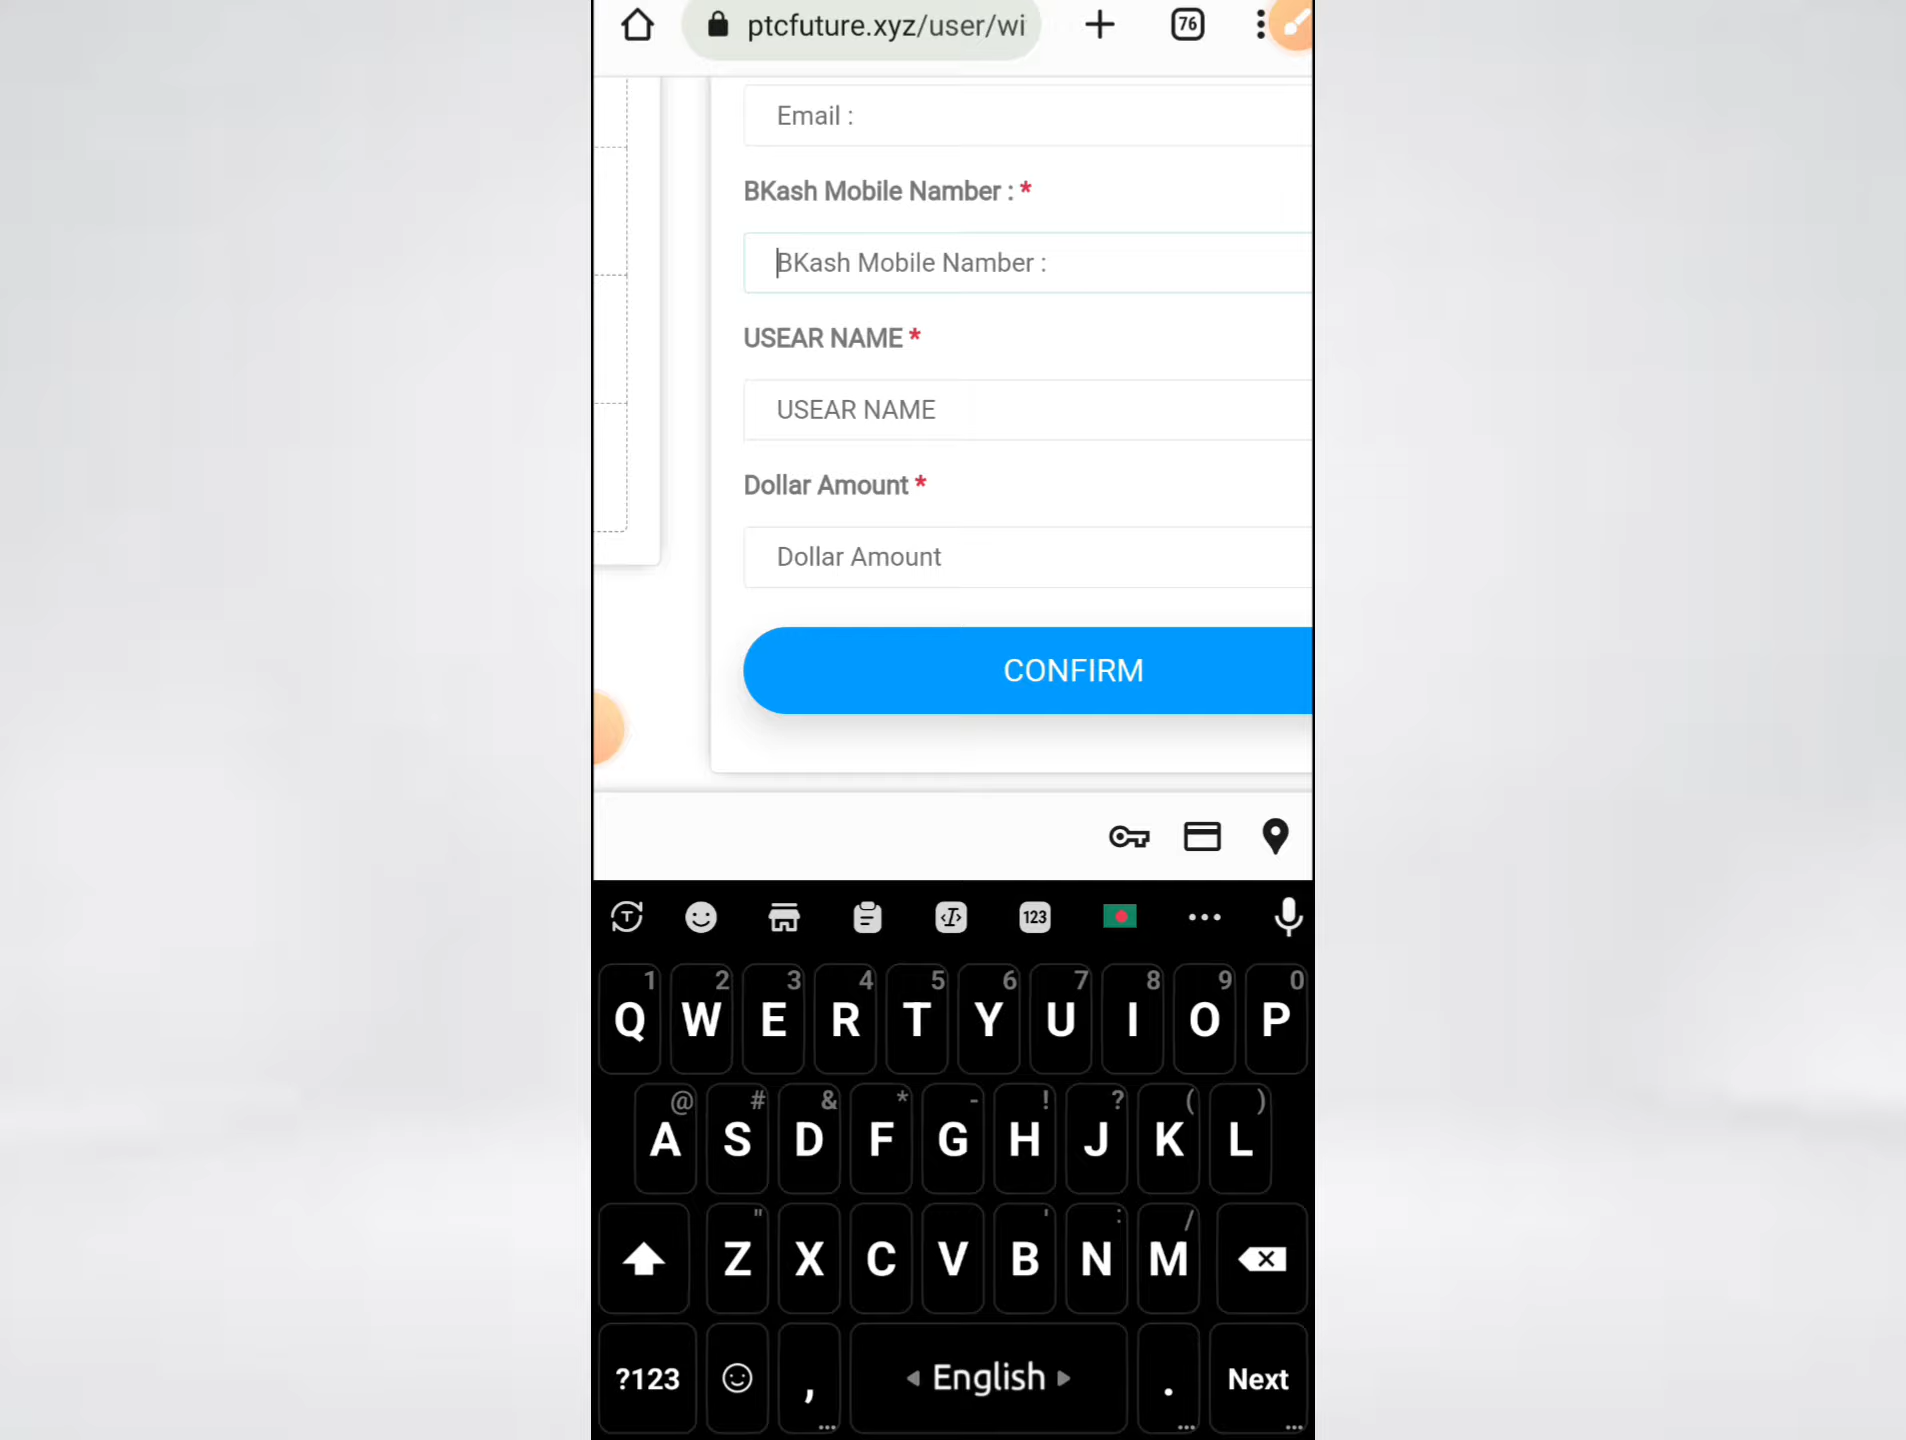 ptcfuture.xyz/user/wi
76
Email :
BKash Mobile Namber : *
BKash Mobile Namber :
USEAR NAME *
USEAR NAME
Dollar Amount *
Dollar Amount
CONFIRM
T
I
123
1 2 3 4 5 6 7 8 9 0
Q W E R T Y U I O P
@ # & * - ! ? ( )
A S D F G H J K L
" ' : /
Z X C V B N M
?123 , English . Next